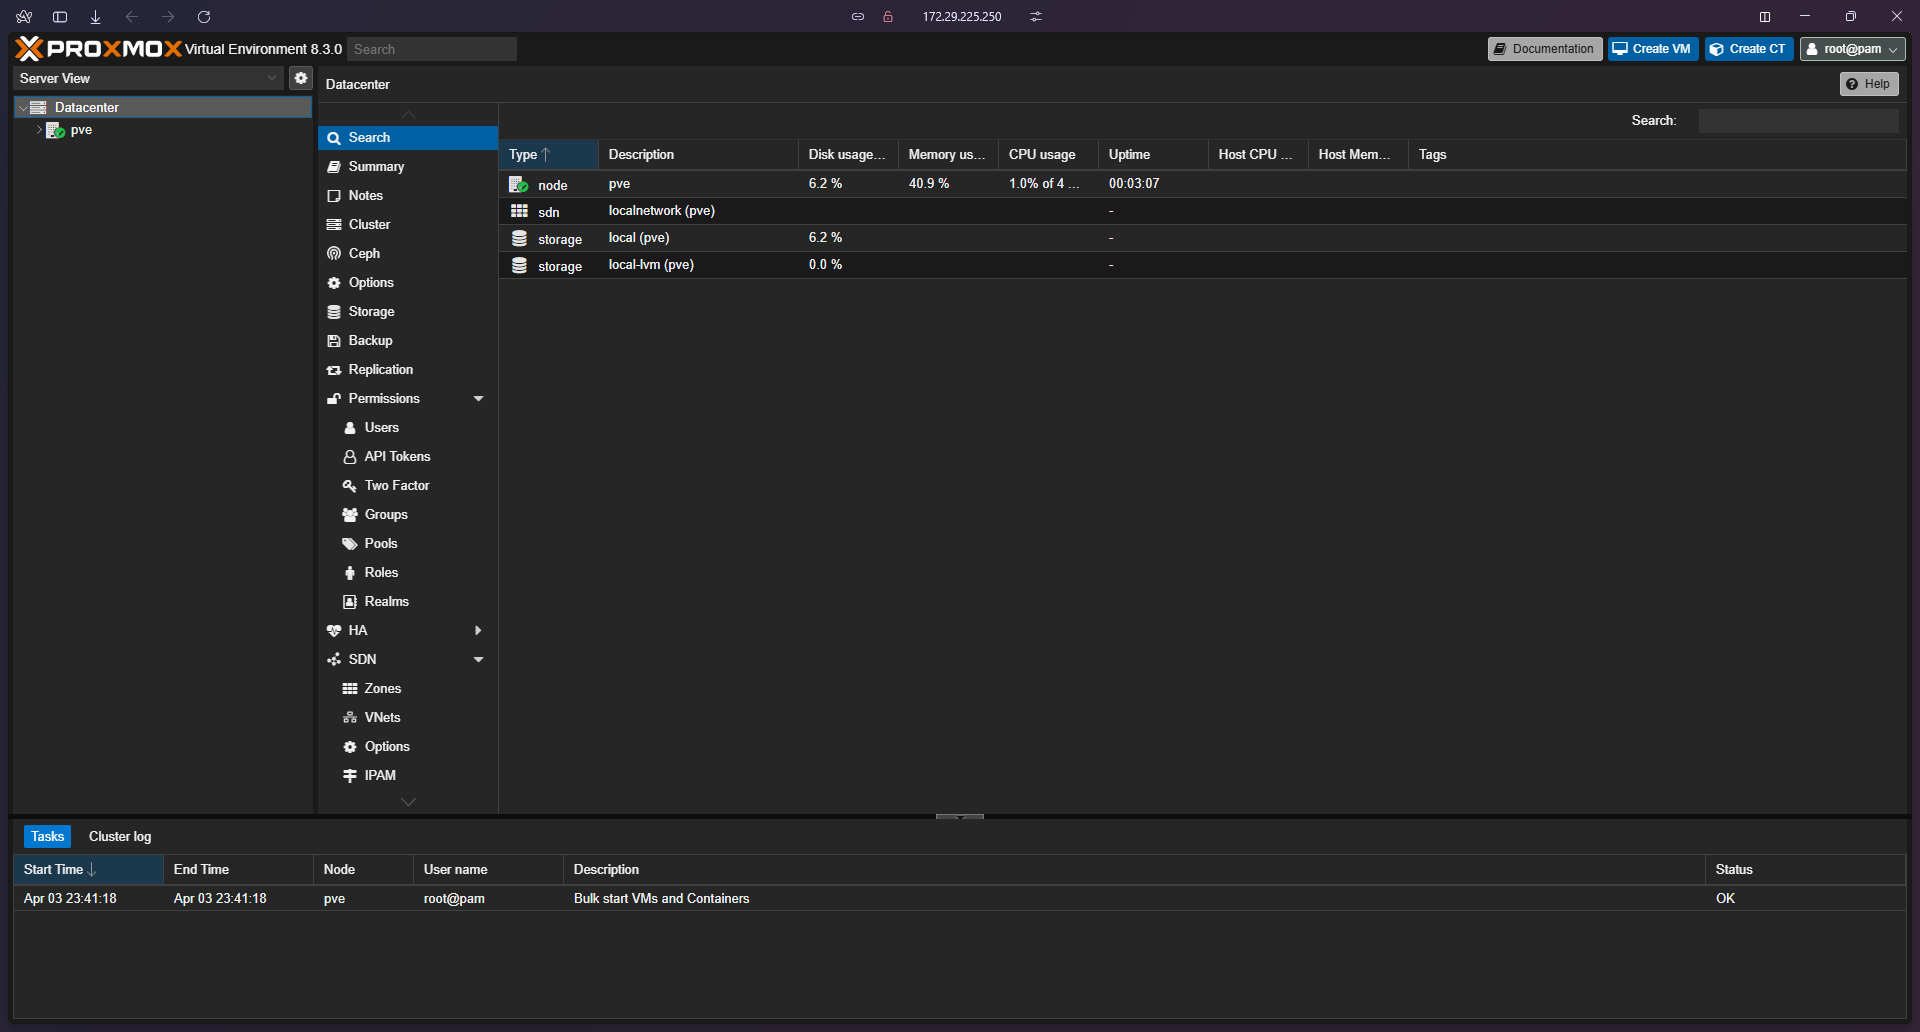 172.29.225.250
PROXMOX Virtual Environment 8.3.0 Search Documentation Create VM Create CT root@pam
Server View
Datacenter
pve
Datacenter Help
Search
Summary
Notes
Cluster
Ceph
Options
Storage
Backup
Replication
Permissions
Users
API Tokens
Two Factor
Groups
Pools
Roles
Realms
HA
SDN
Zones
VNets
Options
IPAM
Search:
Type Description Disk usage... Memory us... CPU usage Uptime Host CPU ... Host Mem... Tags
node pve 6.2 % 40.9 % 1.0% of 4 ... 00:03:07
sdn localnetwork (pve) -
storage local (pve) 6.2 % -
storage local-lvm (pve) 0.0 % -
Tasks Cluster log
Start Time End Time Node User name Description Status
Apr 03 23:41:18 Apr 03 23:41:18 pve root@pam Bulk start VMs and Containers OK